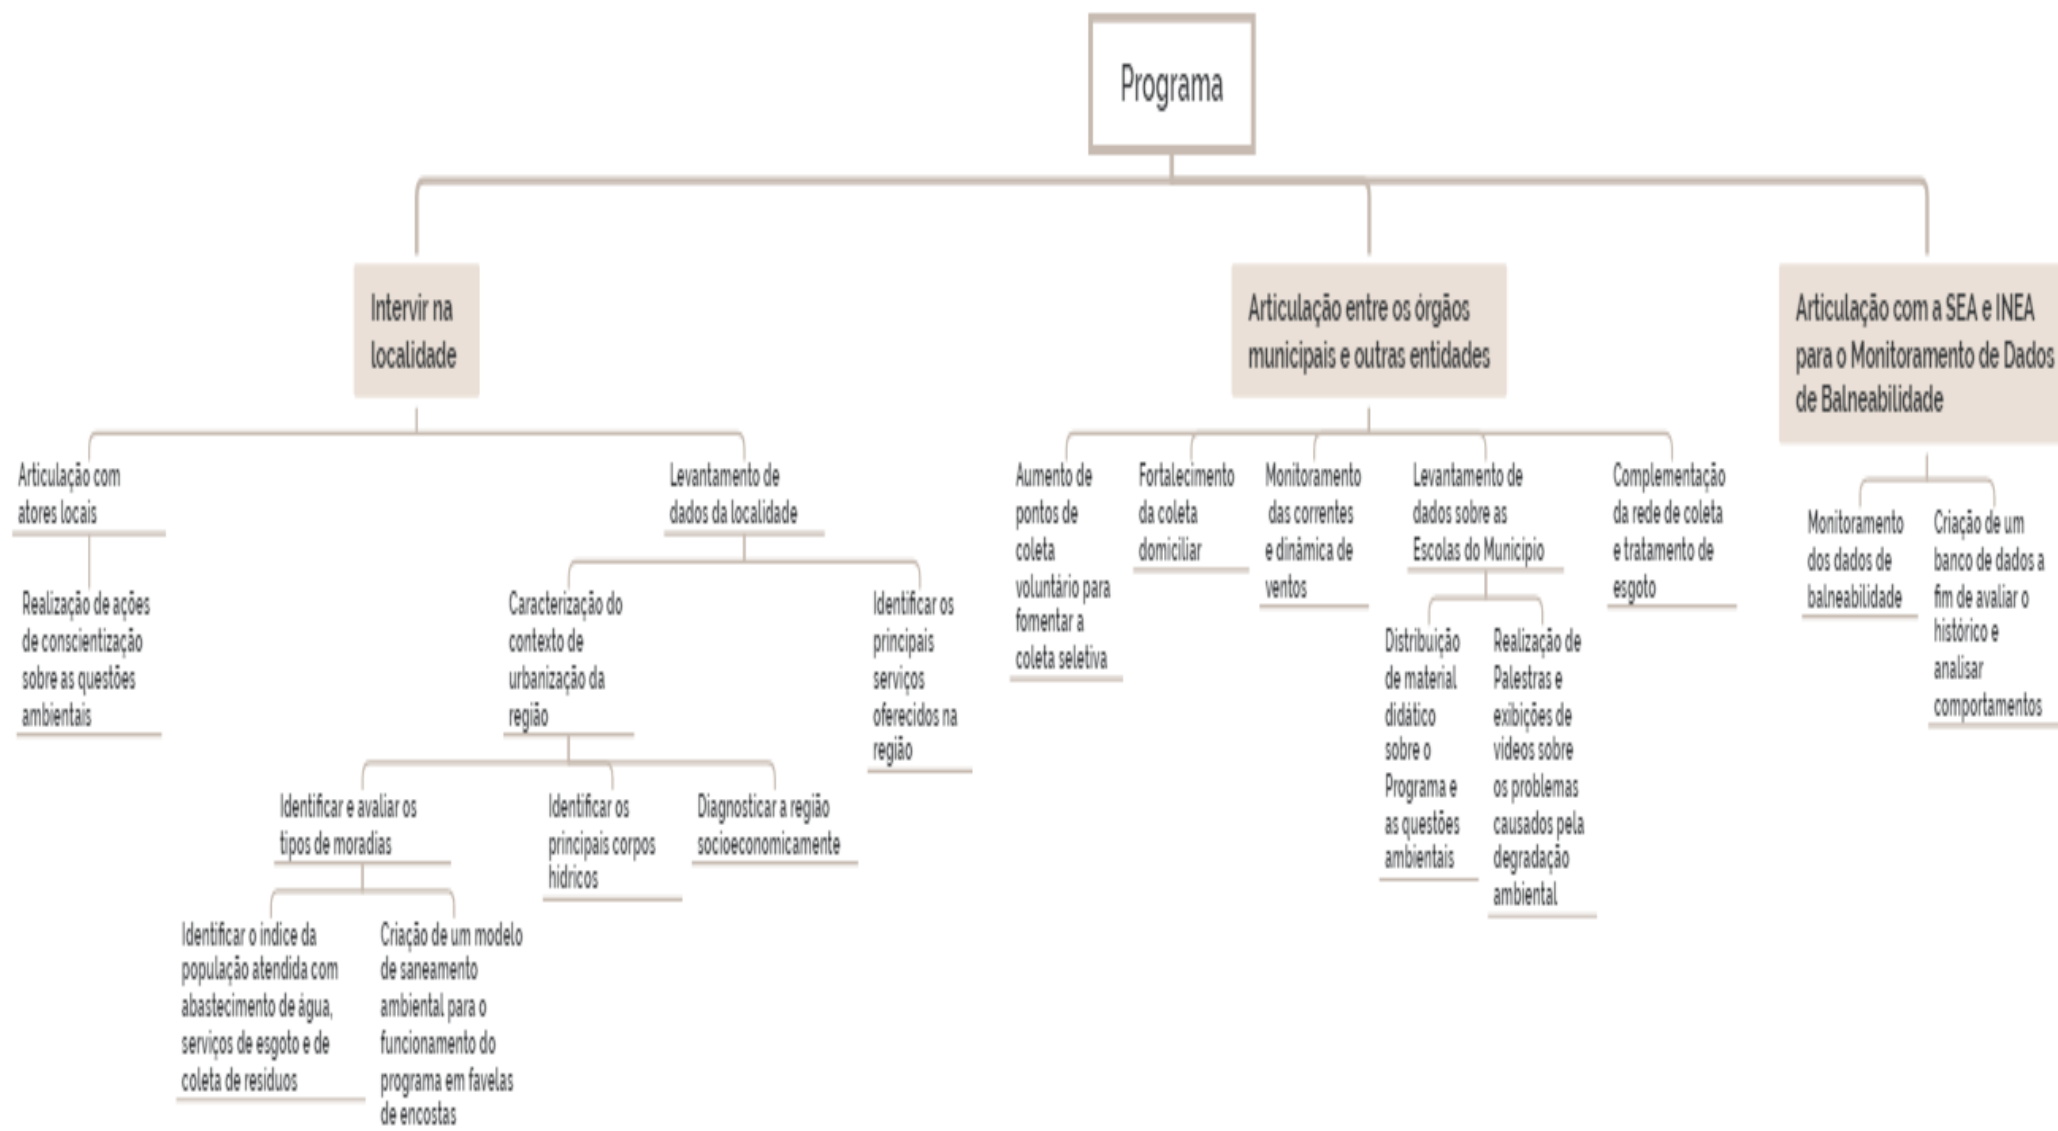 Programa
Intervir na
localidade
Articulação entre os órgãos
municipais e outras entidades
Articulação com a SEA e INEA
para o Monitoramento de Dados
de Balneabilidade
Articulação com
atores locais
Realização de ações
de conscientização
sobre as questões
ambientais
Levantamento de
dados da localidade
Caracterização do
contexto de
urbanização da
região
Identificar e avaliar os
tipos de moradias
Identificar o indice da
população atendida com
abastecimento de água,
serviços de esgoto e de
coleta de residuos
Criação de um modelo
de saneamento
ambiental para o
funcionamento do
programa em favelas
de encostas
Identificar os
principais corpos
hidricos
Diagnosticar a região
socioeconomicamente
Identificar os
principais
serviços
oferecidos na
região
Aumento de
pontos de
coleta
voluntário para
fomentar a
coleta seletiva
Fortalecimento
da coleta
domiciliar
Monitoramento
das correntes
e dinâmica de
ventos
Levantamento de
dados sobre as
Escolas do Municipio
Distribuição
de material
didático
sobre o
Programa e
as questões
ambientais
Realização de
Palestras e
exibições de
videos sobre
os problemas
causados pela
degradação
ambiental
Complementação
da rede de coleta
e tratamento de
esgoto
Monitoramento
dos dados de
balneabilidade
Criação de um
banco de dados a
fim de avaliar o
histórico e
analisar
comportamentos